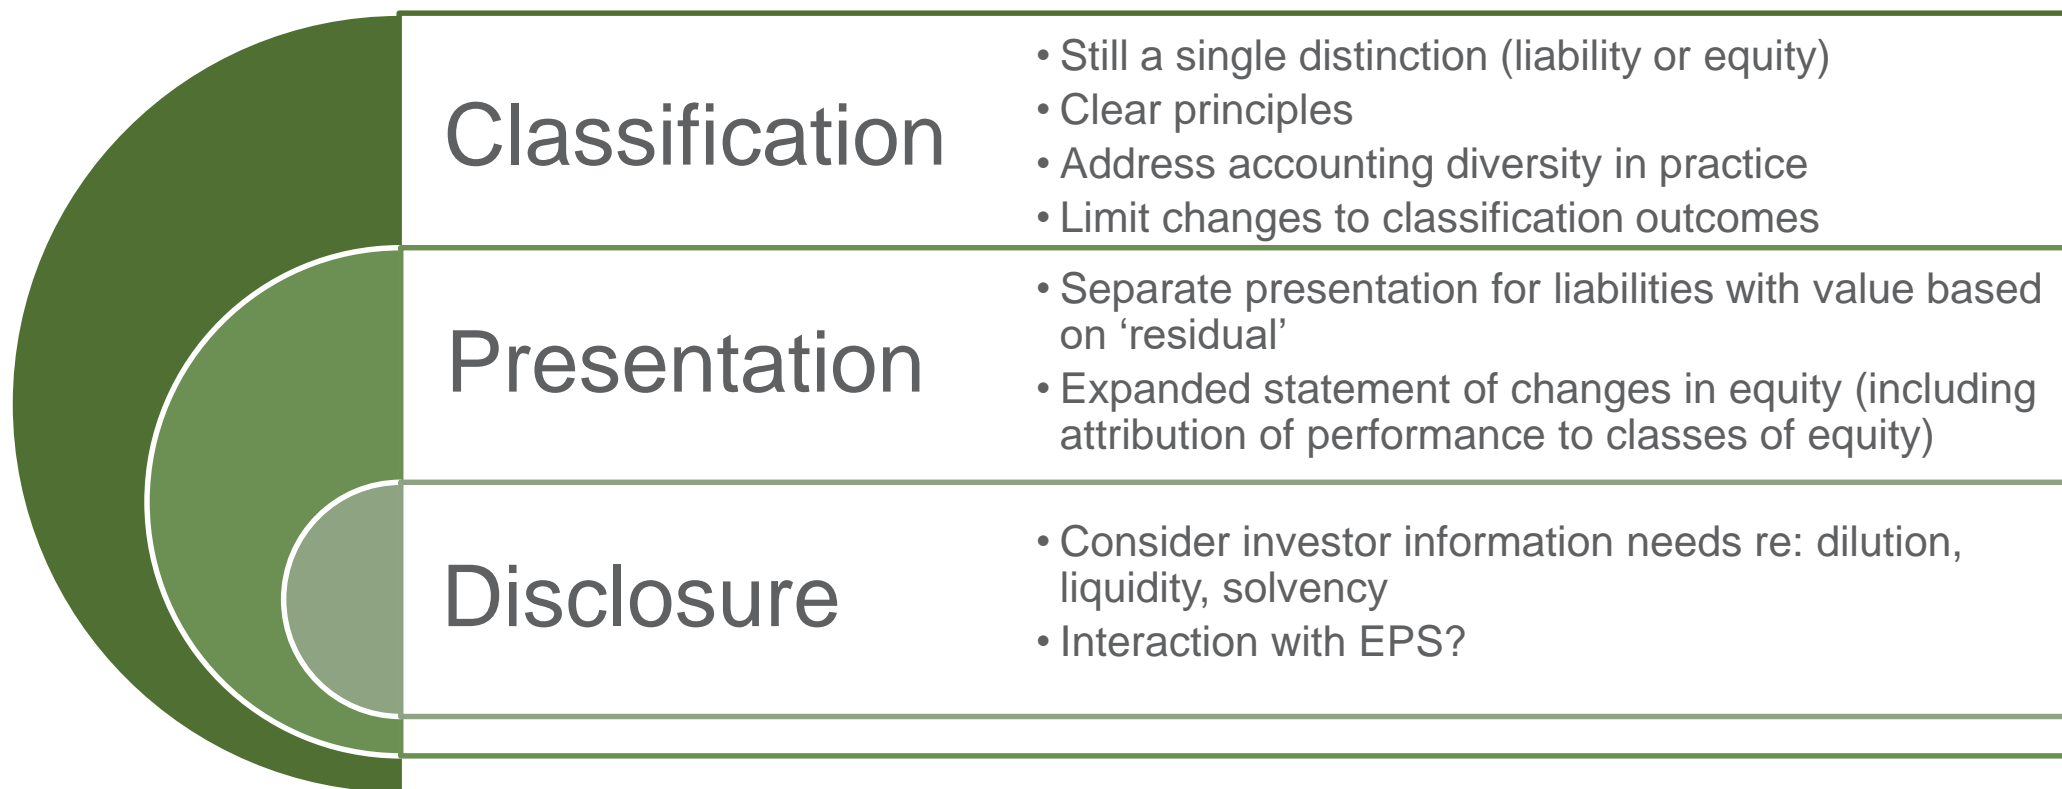 Classification
• Still a single distinction (liability or equity)
• Clear principles
• Address accounting diversity in practice
• Limit changes to classification outcomes
Presentation
• Separate presentation for liabilities with value based
on ‘residual’
• Expanded statement of changes in equity (including
attribution of performance to classes of equity)
Disclosure
• Consider investor information needs re: dilution,
liquidity, solvency
• Interaction with EPS?